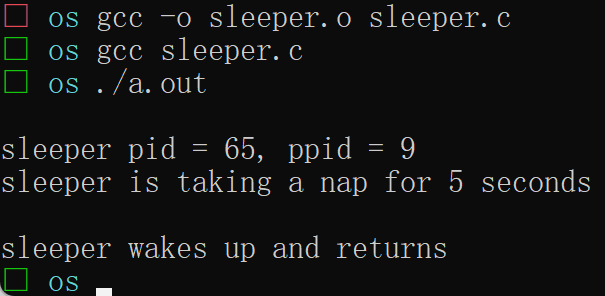 □ os gcc -o sleeper.o sleeper.c
□ os gcc sleeper.c
□ os ./a.out
sleeper pid = 65, ppid = 9
sleeper is taking a nap for 5 seconds
sleeper wakes up and returns
□ os